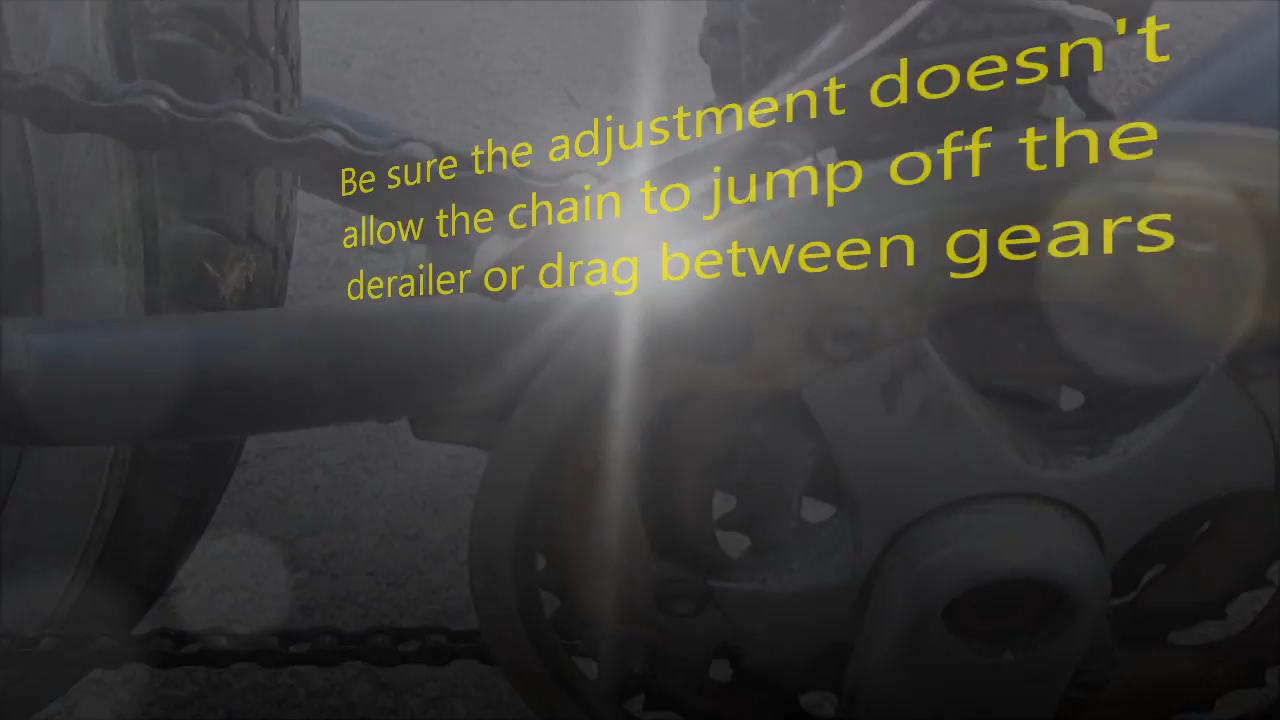 Be sure the adjustment doesn't
allow the chain to jump off the
derailer or drag between gears